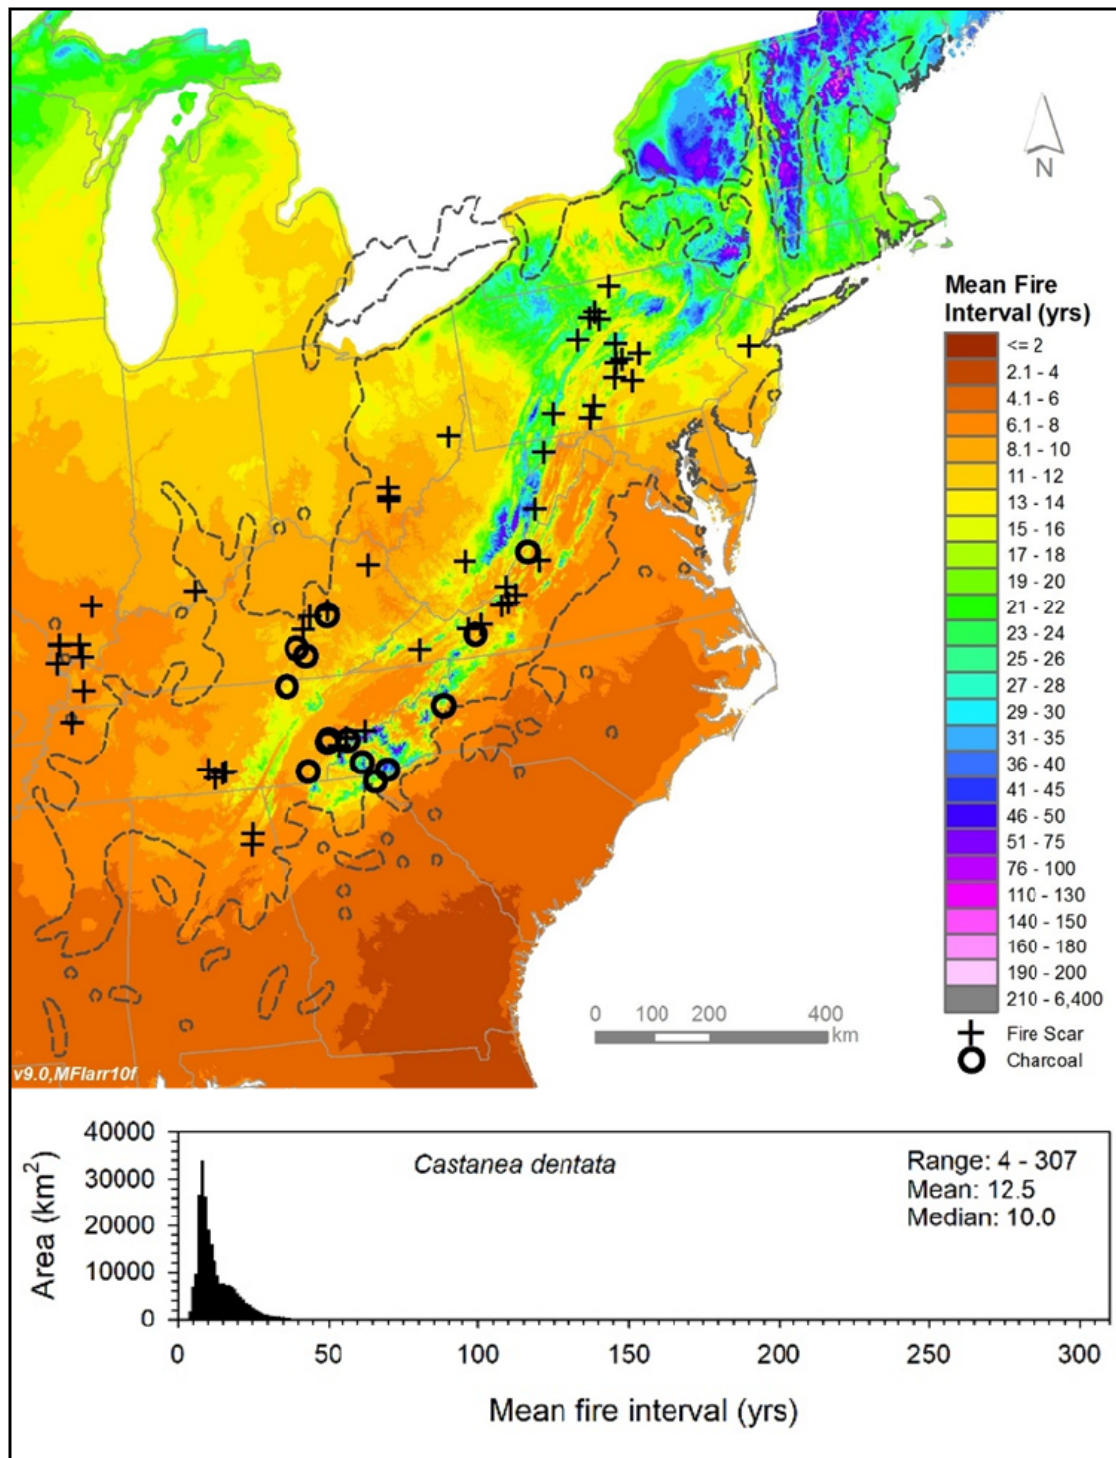 N
Mean Fire
Interval (yrs)
<= 2
2.1 - 4
4.1 - 6
6.1 - 8
8.1 - 10
11 - 12
13 - 14
15 - 16
17 - 18
19 - 20
21 - 22
23 - 24
25 - 26
27 - 28
29 - 30
31 - 35
36 - 40
41 - 45
46 - 50
51 - 75
76 - 100
110 - 130
140 - 150
160 - 180
190 - 200
210 - 6,400
Fire Scar
Charcoal
0 100 200 400
km
v9.0,MFIarr10f
40000
30000
20000
10000
0
Area (km²)
Castanea dentata
Range: 4 - 307
Mean: 12.5
Median: 10.0
0 50 100 150 200 250 300
Mean fire interval (yrs)